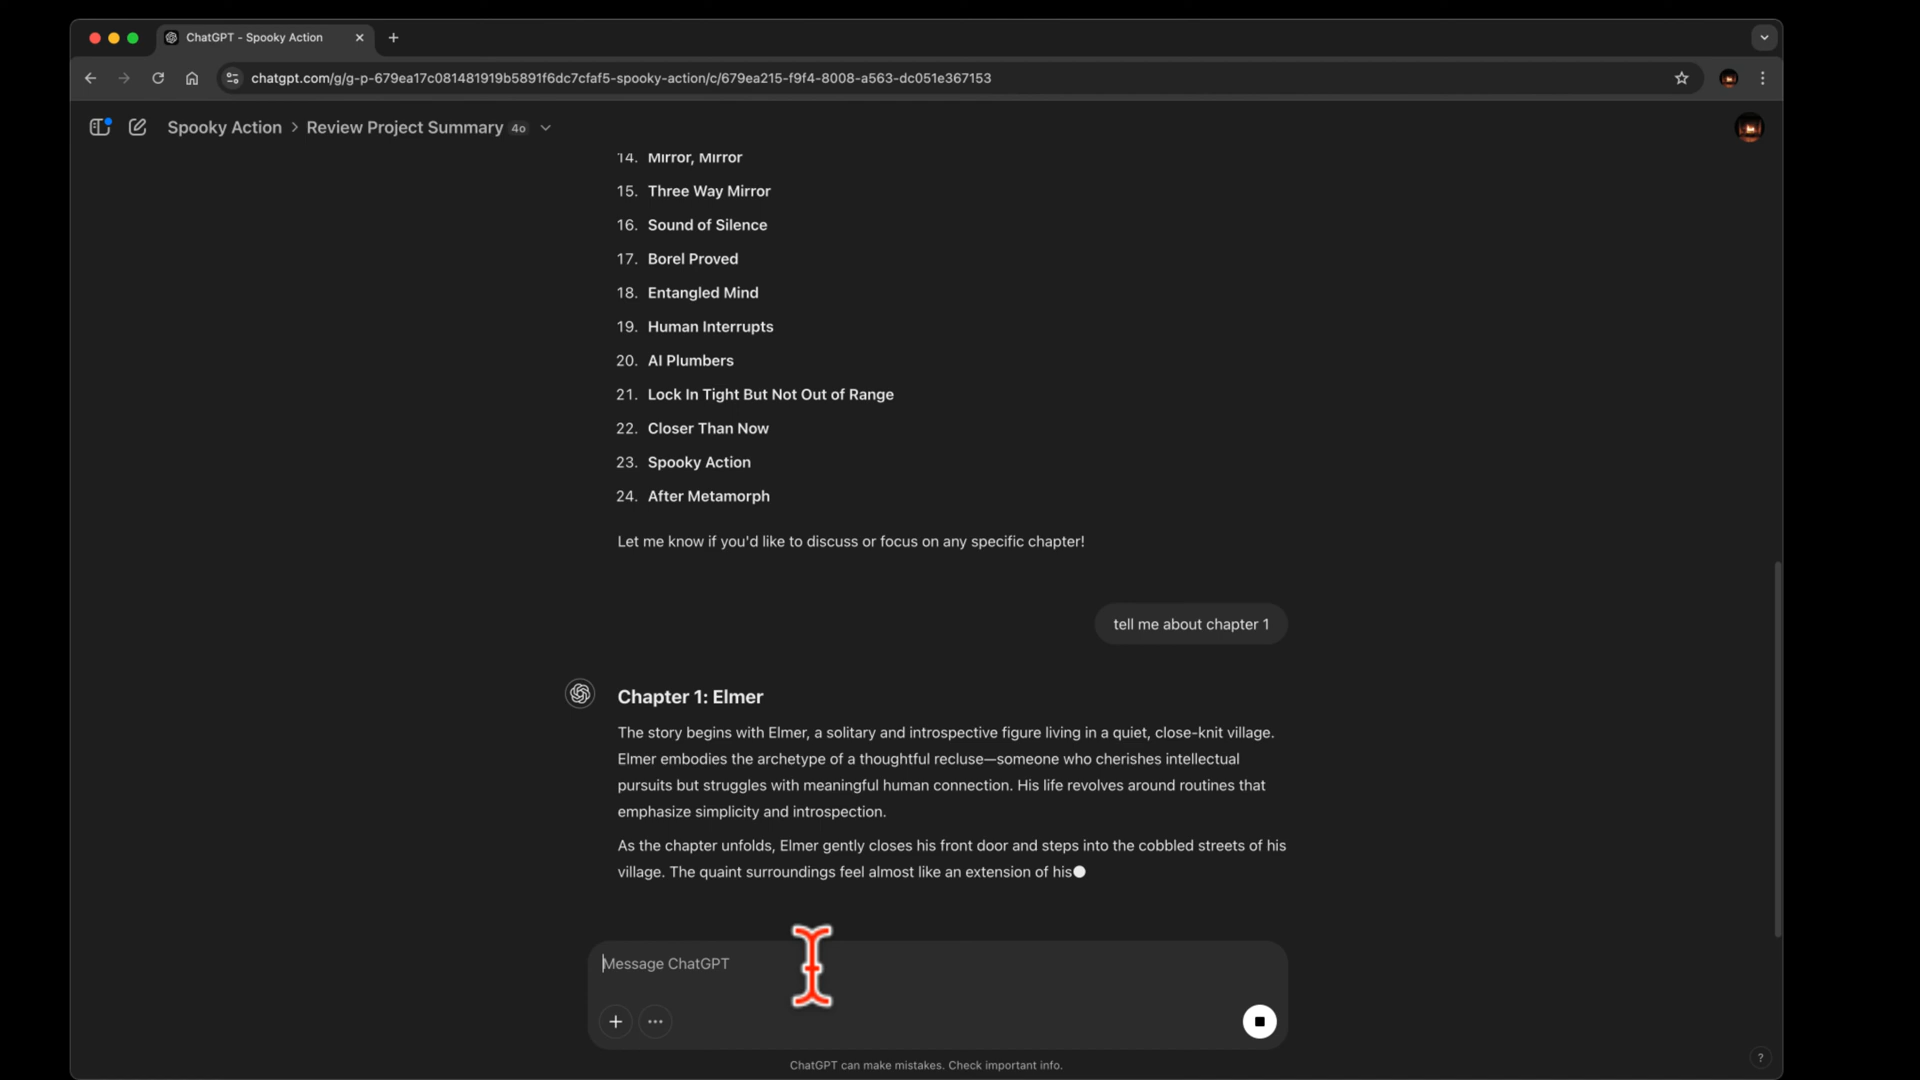 ChatGPT - Spooky Action
chatgpt.com/g/g-p-679ea17c081481919b5891f6dc7cfaf5-spooky-action/c/679ea215-f9f4-8008-a563-dc051e367153
Spooky Action > Review Project Summary 4o
14. Mirror, Mirror
15. Three Way Mirror
16. Sound of Silence
17. Borel Proved
18. Entangled Mind
19. Human Interrupts
20. AI Plumbers
21. Lock In Tight But Not Out of Range
22. Closer Than Now
23. Spooky Action
24. After Metamorph
Let me know if you'd like to discuss or focus on any specific chapter!
tell me about chapter 1
Chapter 1: Elmer
The story begins with Elmer, a solitary and introspective figure living in a quiet, close-knit village.
Elmer embodies the archetype of a thoughtful recluse—someone who cherishes intellectual
pursuits but struggles with meaningful human connection. His life revolves around routines that
emphasize simplicity and introspection.
As the chapter unfolds, Elmer gently closes his front door and steps into the cobbled streets of his
village. The quaint surroundings feel almost like an extension of his
Message ChatGPT
ChatGPT can make mistakes. Check important info.
?